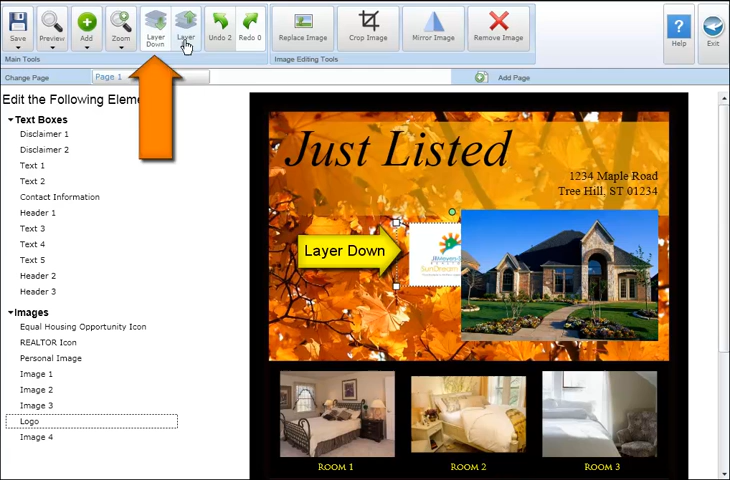 Save
Preview
Add
Zoom
Layer
Down
Layer
Undo 2
Redo 0
Replace Image
Crop Image
Mirror Image
Remove Image
Help
Exit
Main Tools
Image Editing Tools
Change Page
Page 1
Add Page
Edit the Following Elem
Text Boxes
Disclaimer 1
Disclaimer 2
Text 1
Text 2
Contact Information
Header 1
Text 3
Text 4
Text 5
Header 2
Header 3
Images
Equal Housing Opportunity Icon
REALTOR Icon
Personal Image
Image 1
Image 2
Image 3
Logo
Image 4
Just Listed
1234 Maple Road
Tree Hill, ST 01234
Layer Down
SunDream
Room 1
Room 2
Room 3